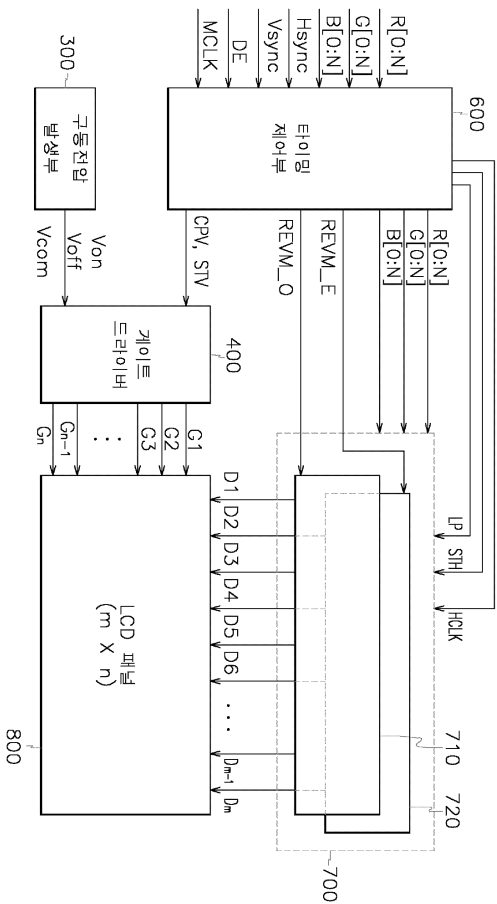 R[0:N]
G[0:N]
B[0:N]
Hsync
Vsync
DE
MCLK
600
타이밍
제어부
300
구동전압
발생부
R[0:N]
G[0:N]
B[0:N]
REVM_E
REVM_O
CPV, STV
Von
Voff
Vcom
400
게이트
드라이버
G1
G2
G3
...
Gn-1
Gn
LP
STH
HCLK
D1
D2
D3
D4
D5
D6
...
Dm-1
Dm
710
720
700
LCD 패널
(m X n)
800